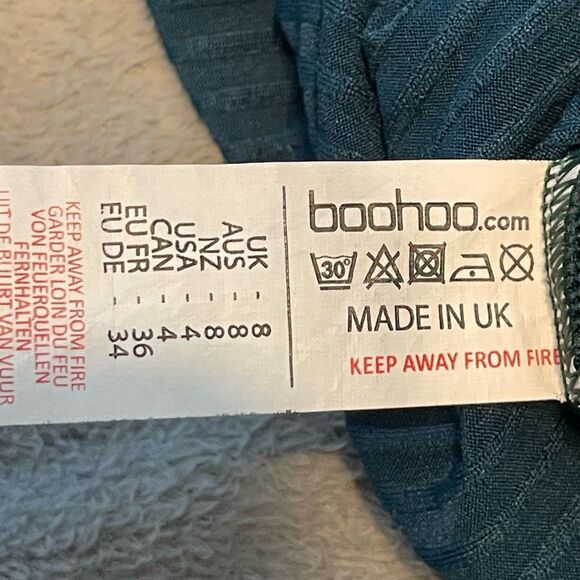 boohoo.com
30°
MADE IN UK
KEEP AWAY FROM FIRE
UK - 8
AUS - 8
NZ - 8
USA - 4
CAN - 4
EU FR - 36
EU DE - 34
KEEP AWAY FROM FIRE
GARDER LOIN DU FEU
VON FEUERQUELLEN
FERNHALTEN
UIT DE BUURT VAN VUUR